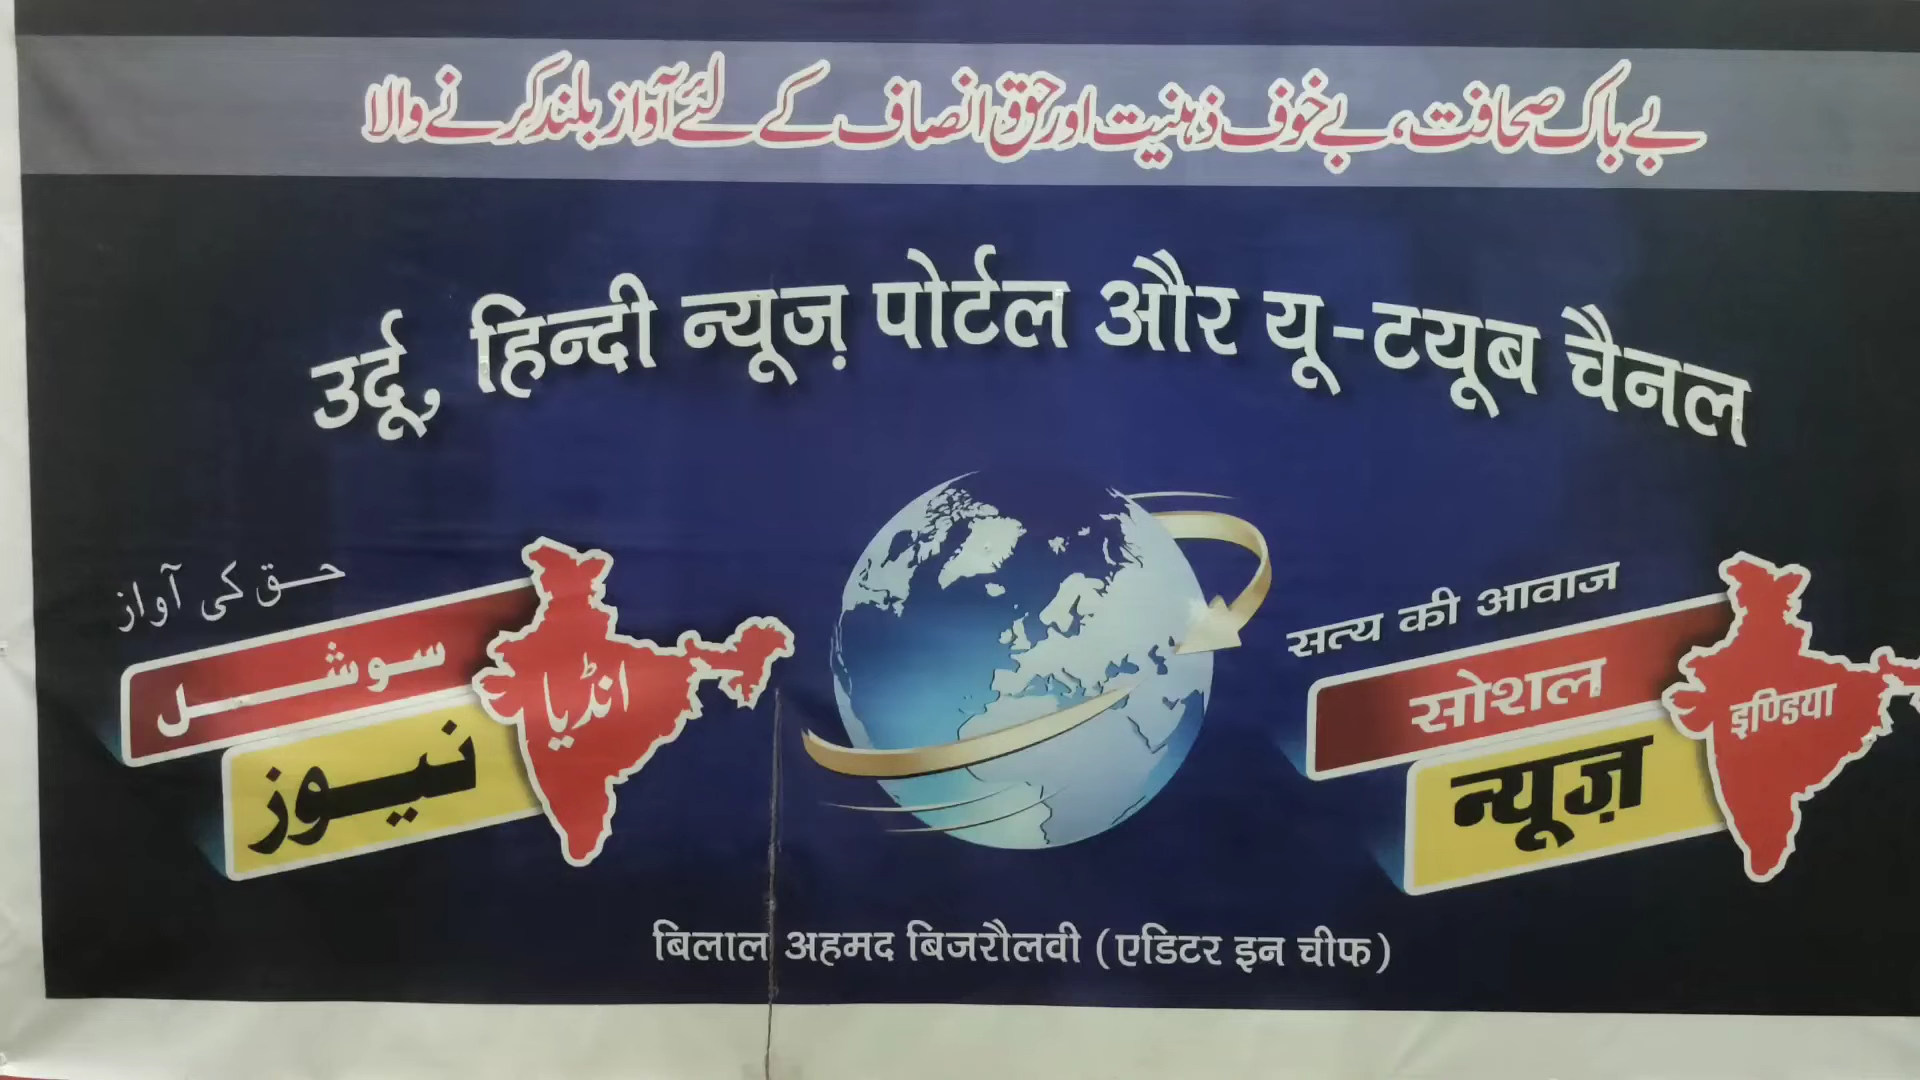 بے باک صحافت، بے خوف ذہنیت اور حق انصاف کے لئے آواز بلند کرنے والا
उर्दू, हिन्दी न्यूज़ पोर्टल और यू-टयूब चैनल
حق کی آواز
سوشل
نیوز
انڈیا
सत्य की आवाज
सोशल
न्यूज़
इण्डिया
बिलाल अहमद बिजरौलवी (एडिटर इन चीफ)